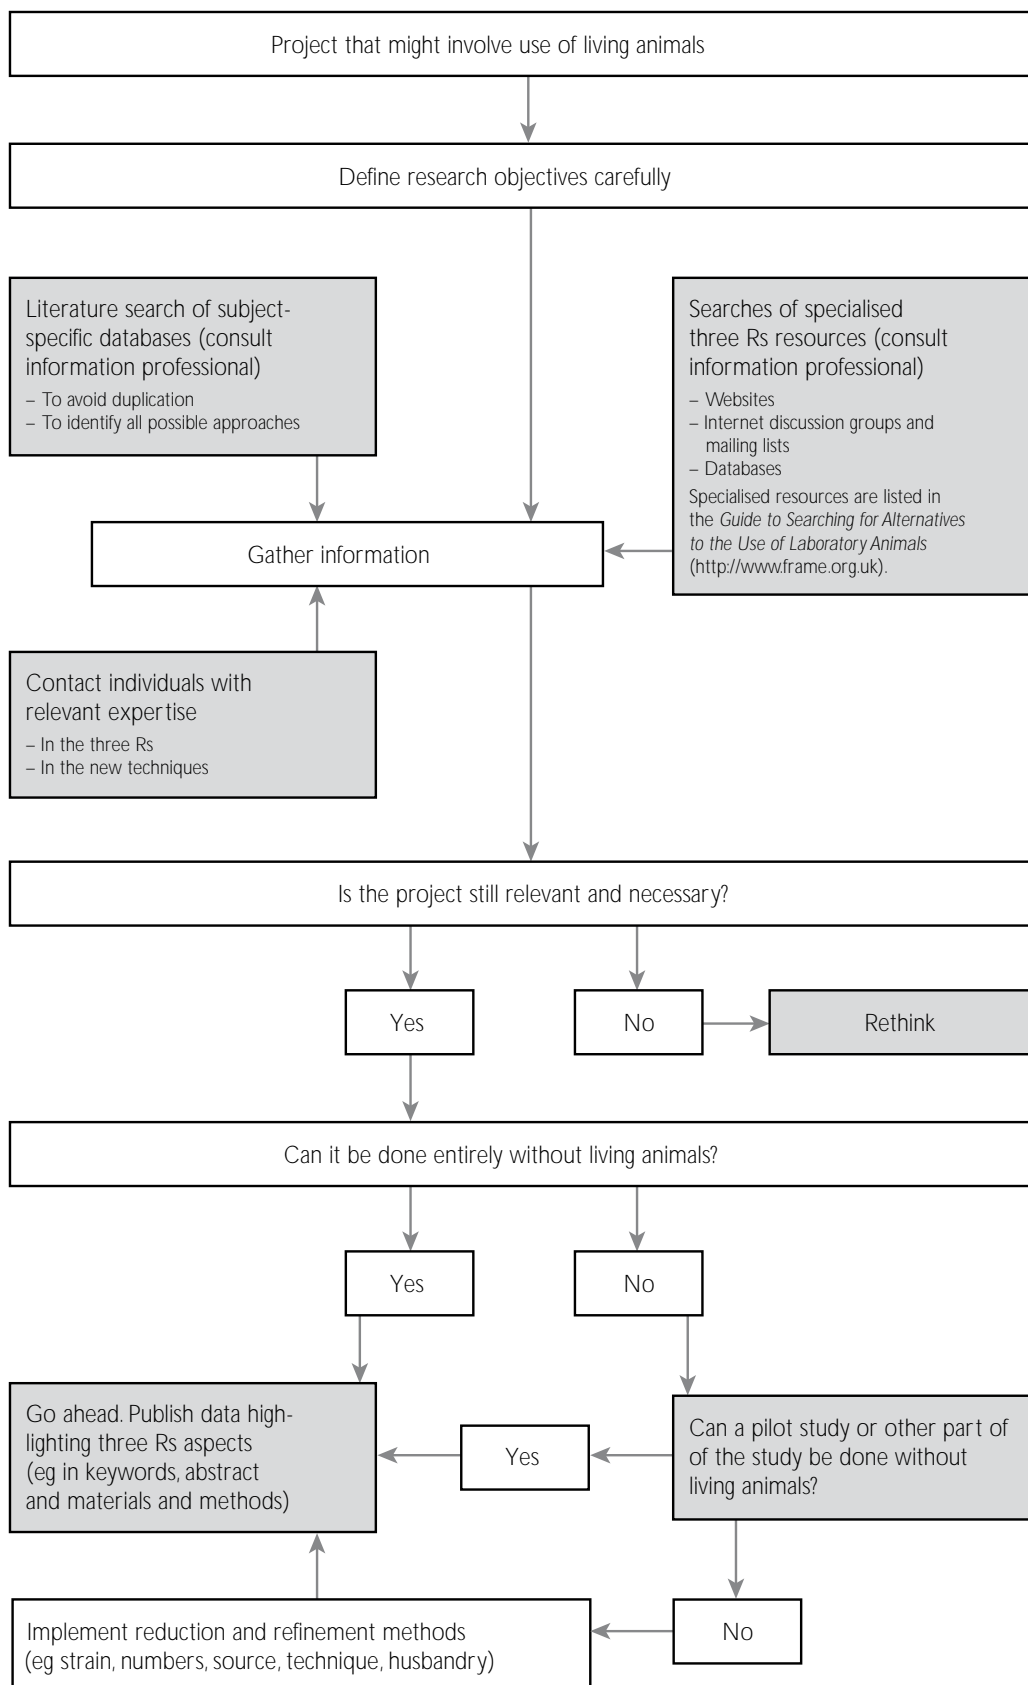 Project that might involve use of living animals
Define research objectives carefully
Literature search of subject-
specific databases (consult
information professional)
– To avoid duplication
– To identify all possible approaches
Searches of specialised
three Rs resources (consult
information professional)
– Websites
– Internet discussion groups and
mailing lists
– Databases
Specialised resources are listed in
the Guide to Searching for Alternatives
to the Use of Laboratory Animals
(http://www.frame.org.uk).
Gather information
Contact individuals with
relevant expertise
– In the three Rs
– In the new techniques
Is the project still relevant and necessary?
Yes
No
Rethink
Can it be done entirely without living animals?
Yes
No
Go ahead. Publish data high-
lighting three Rs aspects
(eg in keywords, abstract
and materials and methods)
Yes
Can a pilot study or other part of
of the study be done without
living animals?
No
Implement reduction and refinement methods
(eg strain, numbers, source, technique, husbandry)